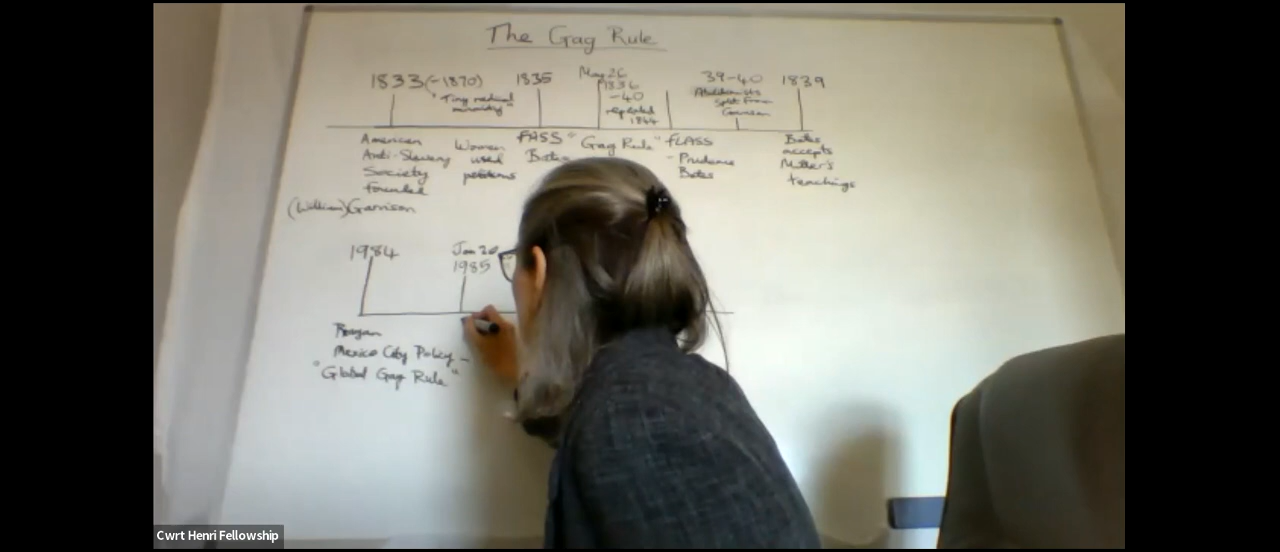 The Gag Rule
1833 (-1870)
"Tiny radical
minority"
1835
May 26
1836
-40
repealed
1844
39-40
Abolitionists
Split From
Garrison
1839
American
Anti-Slavery
Society
Founded
(William) Garrison
Women
used
petitions
FASS
Bates
"Gag Rule"
FLASS
- Prudence
Bates
Bates
accepts
Miller's
teachings
1984
Jan 20
1985
Reagan
Mexico City Policy -
"Global Gag Rule"
Cwrt Henri Fellowship